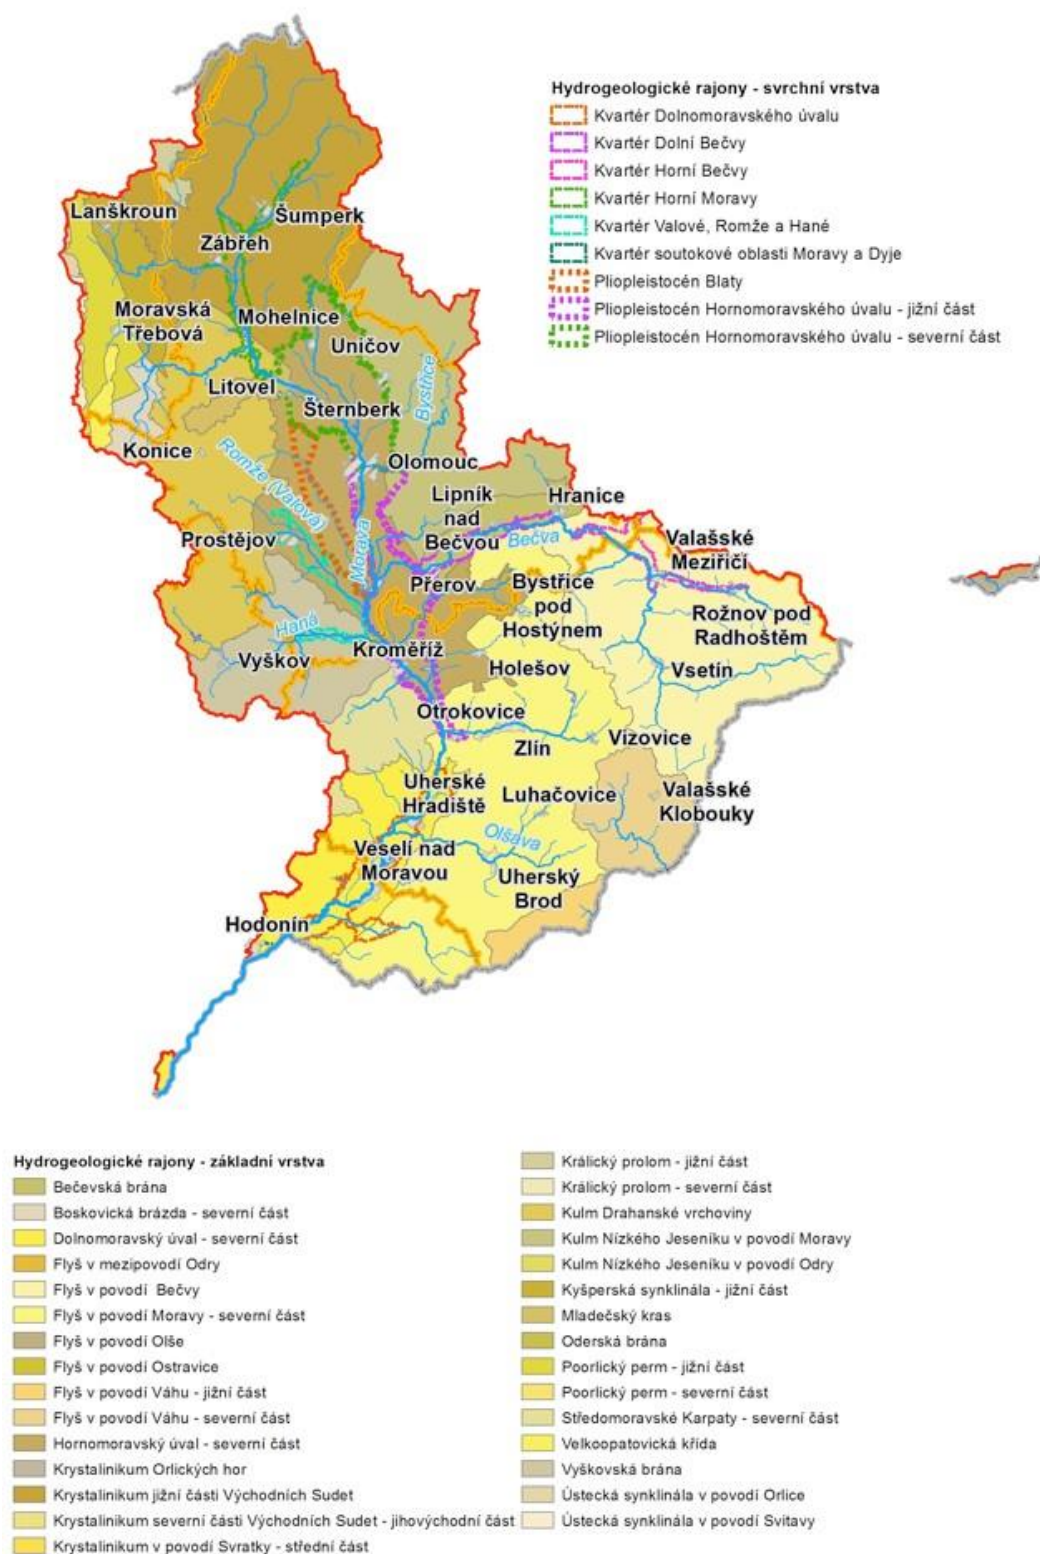 Hydrogeologické rajony - svrchní vrstva
Kvartér Dolnomoravského úvalu
Kvartér Dolní Bečvy
Kvartér Horní Bečvy
Kvartér Horní Moravy
Kvartér Valové, Romže a Hané
Kvartér soutokové oblasti Moravy a Dyje
Pliopleistocén Blaty
Pliopleistocén Hornomoravského úvalu - jižní část
Pliopleistocén Hornomoravského úvalu - severní část
Lanškroun
Šumperk
Zábřeh
Moravská
Třebová
Mohelnice
Uničov
Litovel
Šternberk
Bystřice
Konice
Olomouc
Romže (Valová)
Lipník
nad
Bečvou
Hranice
Prostějov
Morava
Bečva
Valašské
Meziříčí
Přerov
Bystřice
pod
Hostýnem
Rožnov pod
Radhoštěm
Haná
Vyškov
Kroměříž
Holešov
Vsetín
Otrokovice
Zlín
Vizovice
Uherské
Hradiště
Luhačovice
Valašské
Klobouky
Olšava
Veselí nad
Moravou
Uherský
Brod
Hodonín
Hydrogeologické rajony - základní vrstva
Bečevská brána
Boskovická brázda - severní část
Dolnomoravský úval - severní část
Flyš v mezipovodí Odry
Flyš v povodí Bečvy
Flyš v povodí Moravy - severní část
Flyš v povodí Olše
Flyš v povodí Ostravice
Flyš v povodí Váhu - jižní část
Flyš v povodí Váhu - severní část
Hornomoravský úval - severní část
Krystalinikum Orlických hor
Krystalinikum jižní části Východních Sudet
Krystalinikum severní části Východních Sudet - jihovýchodní část
Krystalinikum v povodí Svratky - střední část
Králický prolom - jižní část
Králický prolom - severní část
Kulm Drahanské vrchoviny
Kulm Nízkého Jeseníku v povodí Moravy
Kulm Nízkého Jeseníku v povodí Odry
Kyšperská synklinála - jižní část
Mladečský kras
Oderská brána
Poorlický perm - jižní část
Poorlický perm - severní část
Středomoravské Karpaty - severní část
Velkoopatovická křída
Vyškovská brána
Ústecká synklinála v povodí Orlice
Ústecká synklinála v povodí Svitavy